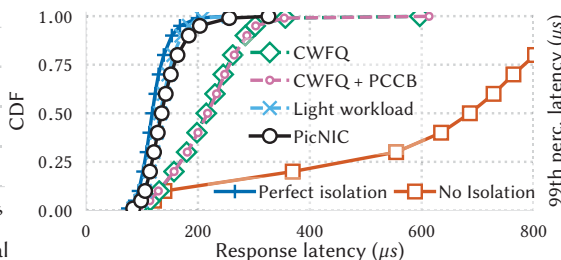 1.00
0.75
0.50
0.25
0.00
CDF
CWFQ
CWFQ + PCCB
Light workload
PicNIC
Perfect isolation
No Isolation
0
200
400
600
800
Response latency (μs)
99th perc. latency (μs)
s
al